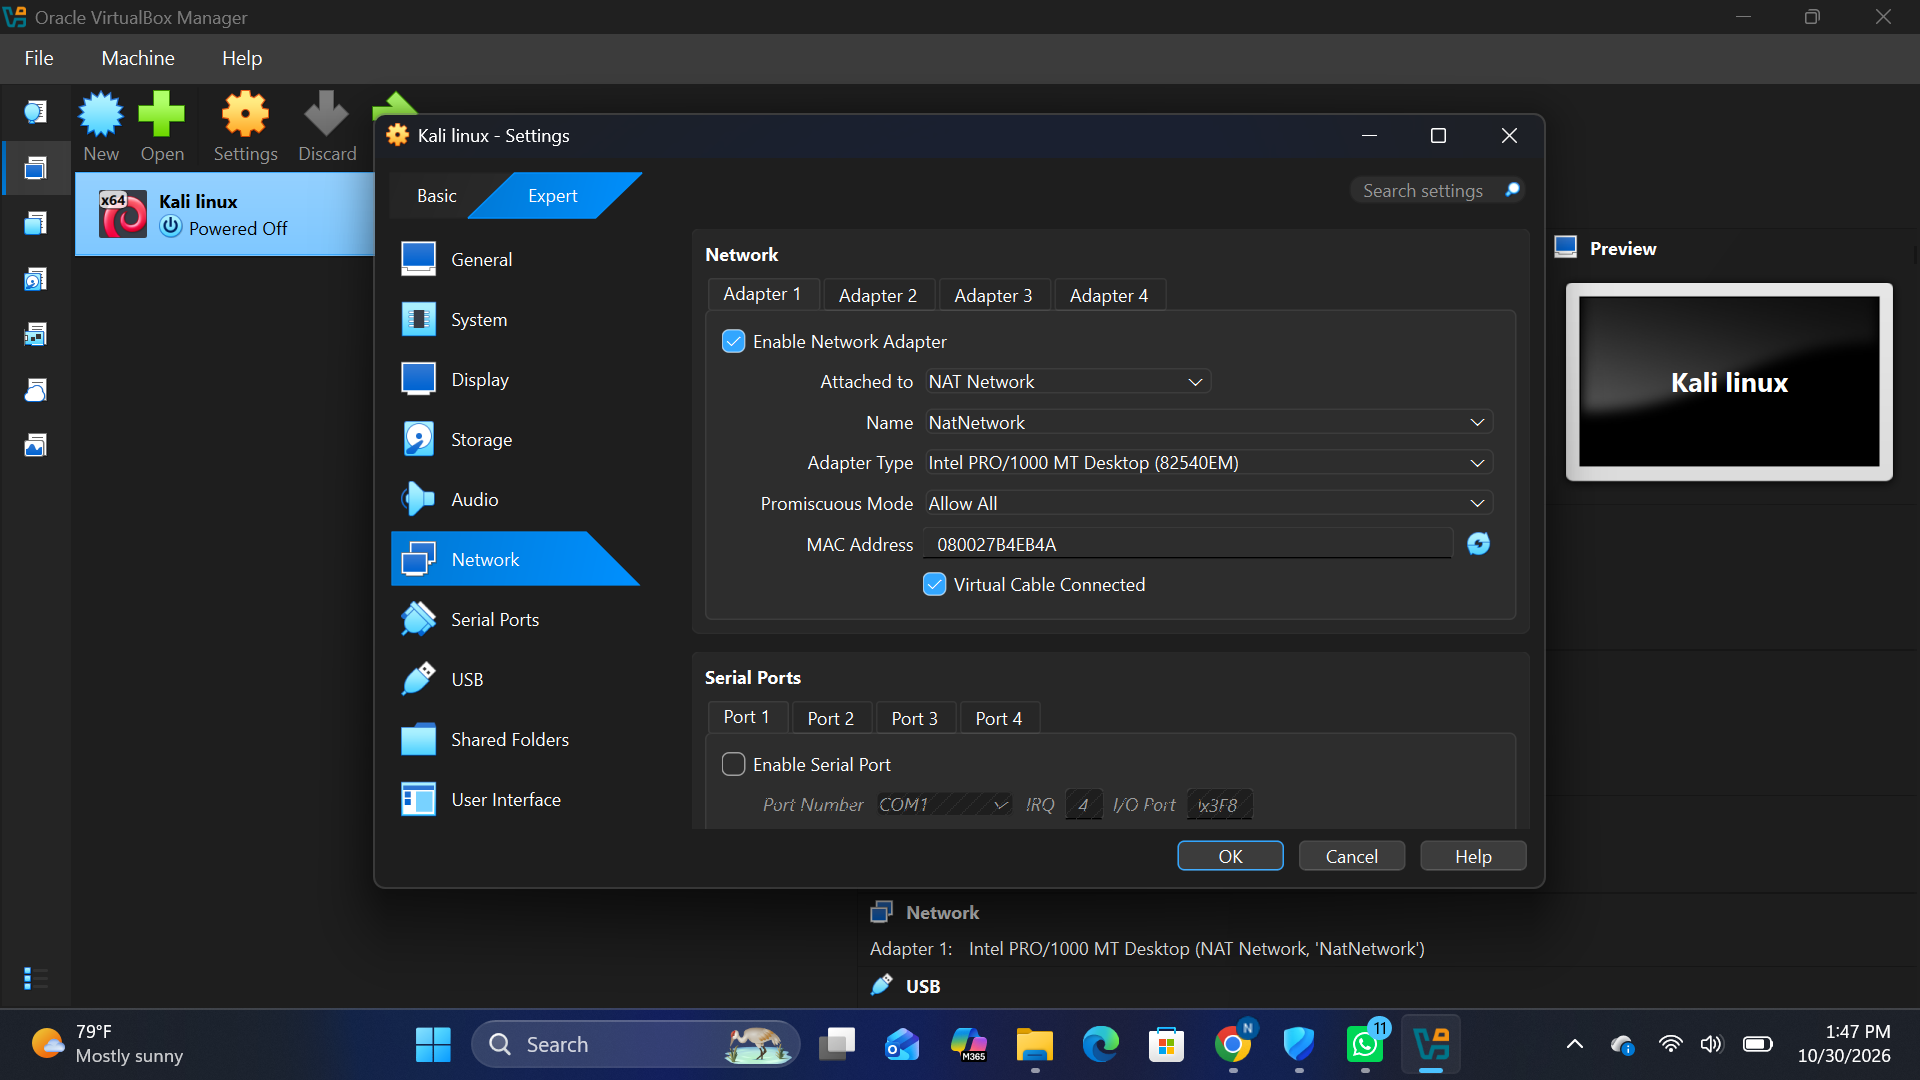 Oracle VirtualBox Manager
File Machine Help
New Open Settings Discard
x64
Kali linux
Powered Off
Kali linux - Settings
Basic Expert
Search settings
General
System
Display
Storage
Audio
Network
Serial Ports
USB
Shared Folders
User Interface
Network
Adapter 1 Adapter 2 Adapter 3 Adapter 4
Enable Network Adapter
Attached to NAT Network
Name NatNetwork
Adapter Type Intel PRO/1000 MT Desktop (82540EM)
Promiscuous Mode Allow All
MAC Address 080027B4EB4A
Virtual Cable Connected
Serial Ports
Port 1 Port 2 Port 3 Port 4
Enable Serial Port
Port Number COM1 IRQ 4 I/O Port 0x3F8
OK Cancel Help
Preview
Kali linux
Network
Adapter 1: Intel PRO/1000 MT Desktop (NAT Network, 'NatNetwork')
USB
79°F
Mostly sunny
Search
M365
N
11
1:47 PM
10/30/2026